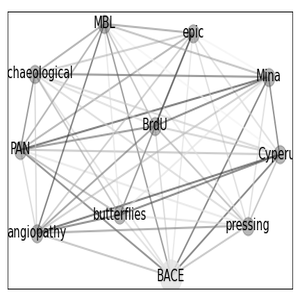 MBL
epic
chaeological
Mina
BrdU
PAN
Cyperu
butterflies
pressing
angiopathy
BACE